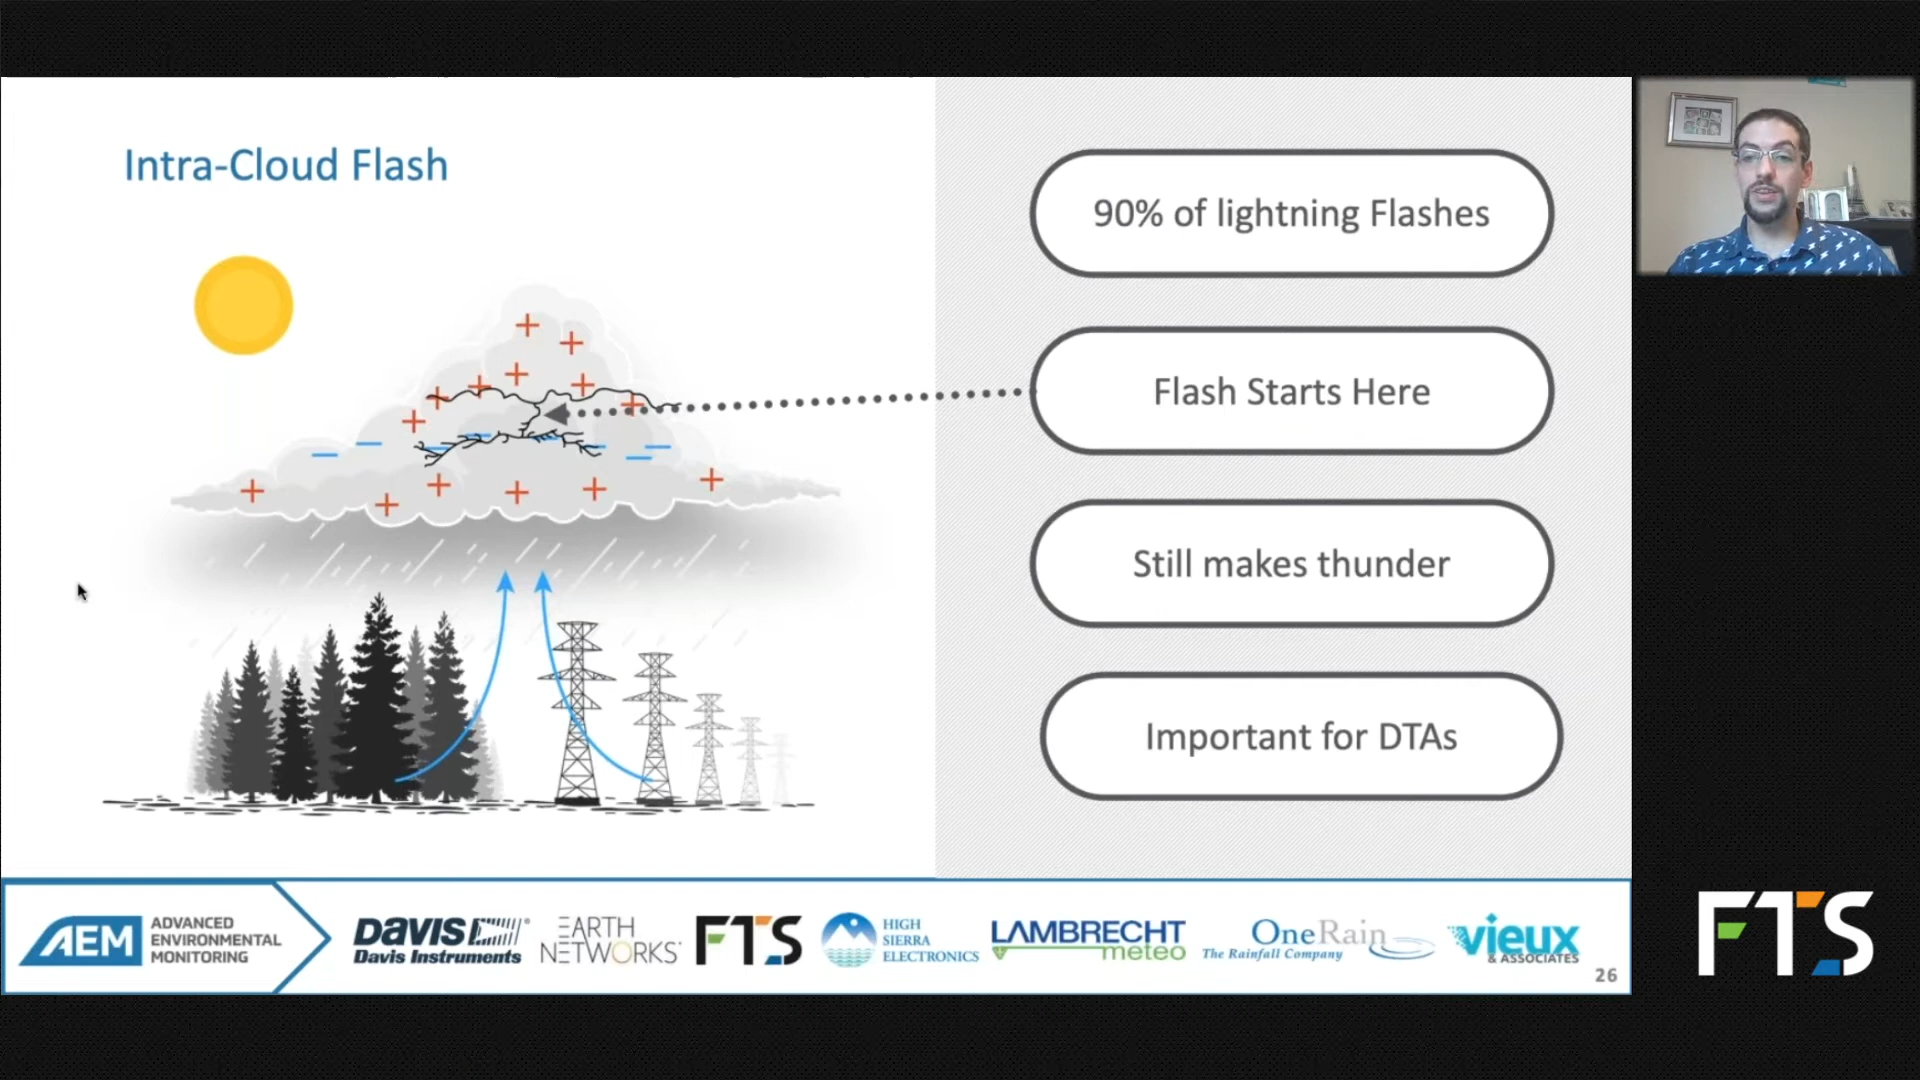 Intra-Cloud Flash
90% of lightning Flashes
Flash Starts Here
Still makes thunder
Important for DTAs
AEM
ADVANCED
ENVIRONMENTAL
MONITORING
DAVIS
Davis Instruments
EARTH
NETWORKS
FTS
HIGH
SIERRA
ELECTRONICS
LAMBRECHT
meteo
OneRain
The Rainfall Company
vieux
& ASSOCIATES
26
FTS